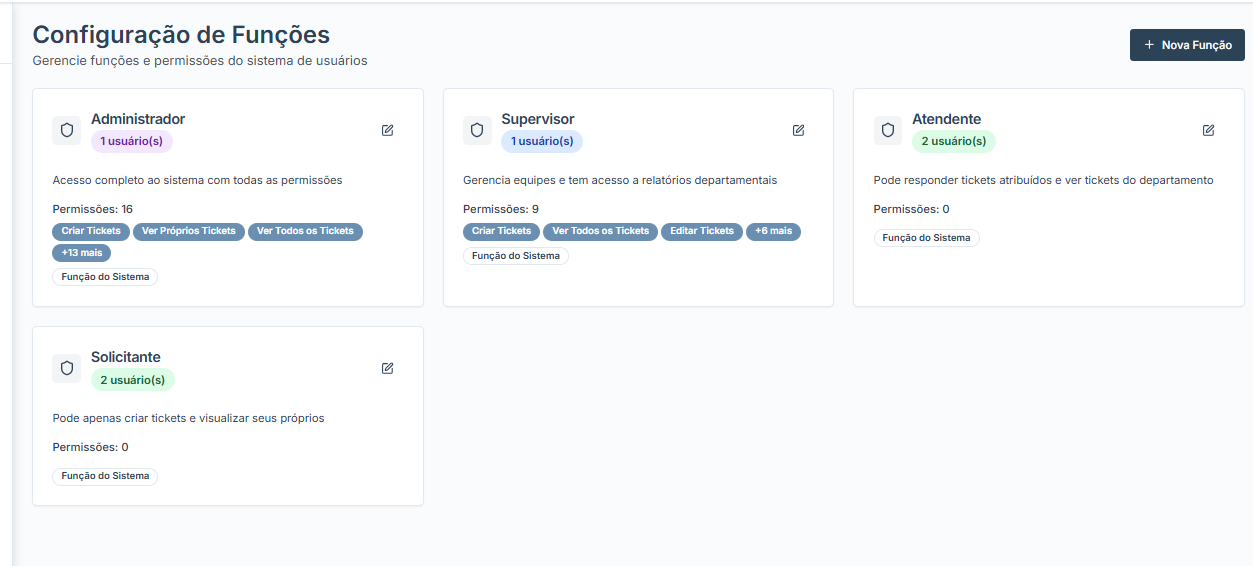 Configuração de Funções
Gerencie funções e permissões do sistema de usuários
+ Nova Função
Administrador
1 usuário(s)
Acesso completo ao sistema com todas as permissões
Permissões: 16
Criar Tickets Ver Próprios Tickets Ver Todos os Tickets
+13 mais
Função do Sistema
Supervisor
1 usuário(s)
Gerencia equipes e tem acesso a relatórios departamentais
Permissões: 9
Criar Tickets Ver Todos os Tickets Editar Tickets +6 mais
Função do Sistema
Atendente
2 usuário(s)
Pode responder tickets atribuídos e ver tickets do departamento
Permissões: 0
Função do Sistema
Solicitante
2 usuário(s)
Pode apenas criar tickets e visualizar seus próprios
Permissões: 0
Função do Sistema